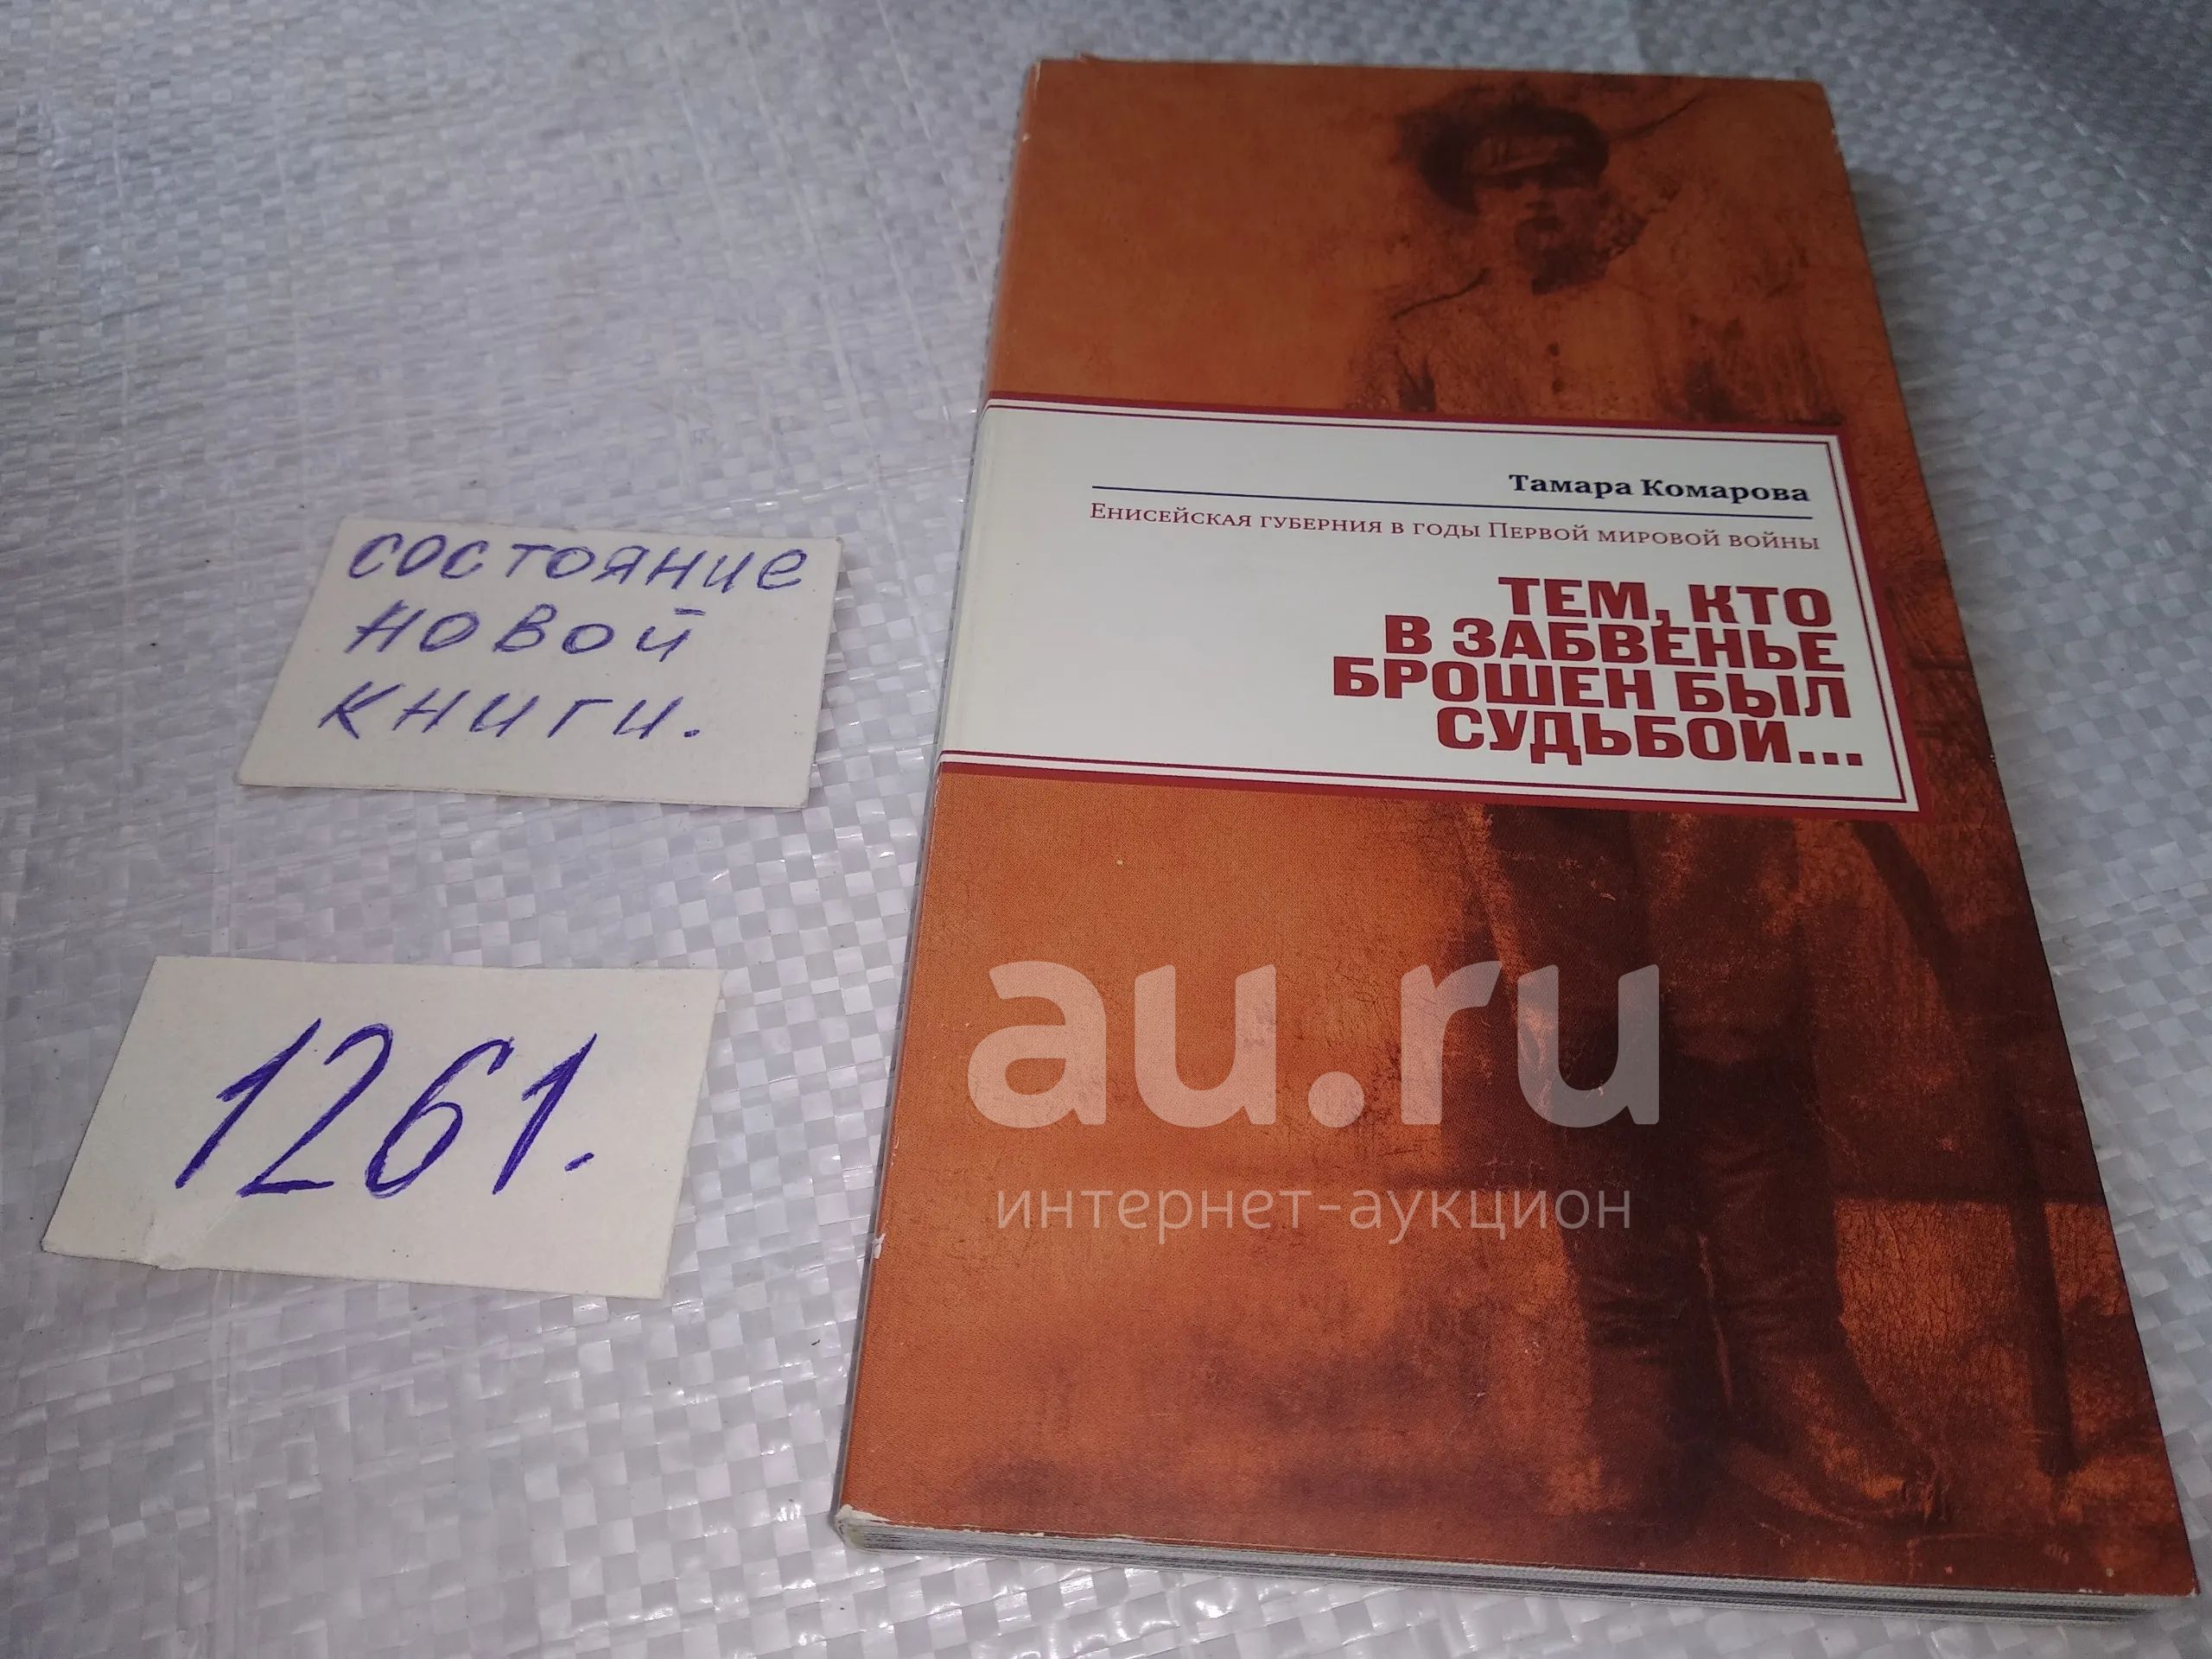 состояние
новой
книги.
1261.
Тамара Комарова
Енисейская губерния в годы Первой мировой войны
ТЕМ, КТО
В ЗАБВЕНЬЕ
БРОШЕН БЫЛ
СУДЬБОЙ...
au.ru
интернет-аукцион